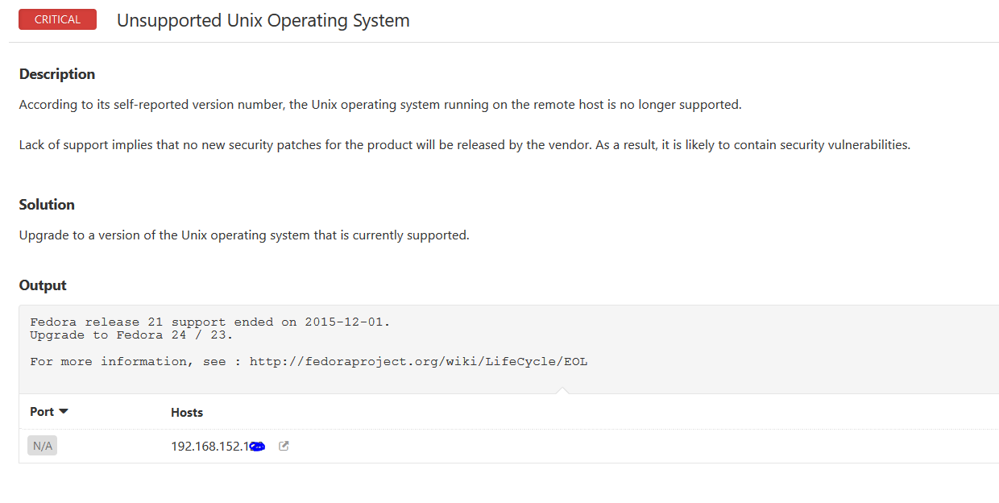 CRITICAL Unsupported Unix Operating System
Description
According to its self-reported version number, the Unix operating system running on the remote host is no longer supported.
Lack of support implies that no new security patches for the product will be released by the vendor. As a result, it is likely to contain security vulnerabilities.
Solution
Upgrade to a version of the Unix operating system that is currently supported.
Output
Fedora release 21 support ended on 2015-12-01.
Upgrade to Fedora 24 / 23.
For more information, see : http://fedoraproject.org/wiki/LifeCycle/EOL
Port Hosts
N/A 192.168.152.1